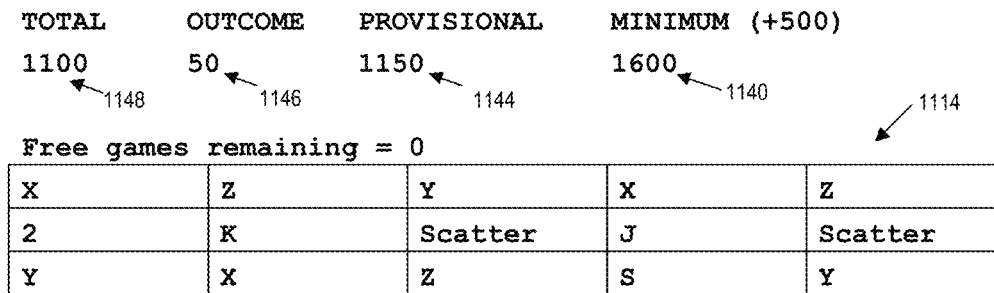 TOTAL OUTCOME PROVISIONAL MINIMUM (+500)
1100 50 1150 1600
1148 1146 1144 1140 1114
Free games remaining = 0
X Z Y X Z
2 K Scatter J Scatter
Y X Z S Y